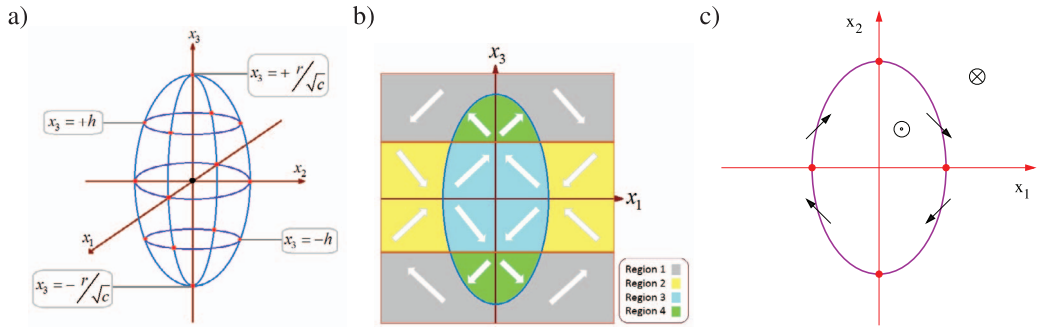 a)
x₃
x₃ = + r/√c
x₃ = +h
x₂
x₁
x₃ = −h
x₃ = − r/√c
b)
x₃
x₁
Region 1
Region 2
Region 3
Region 4
c)
x₂
x₁